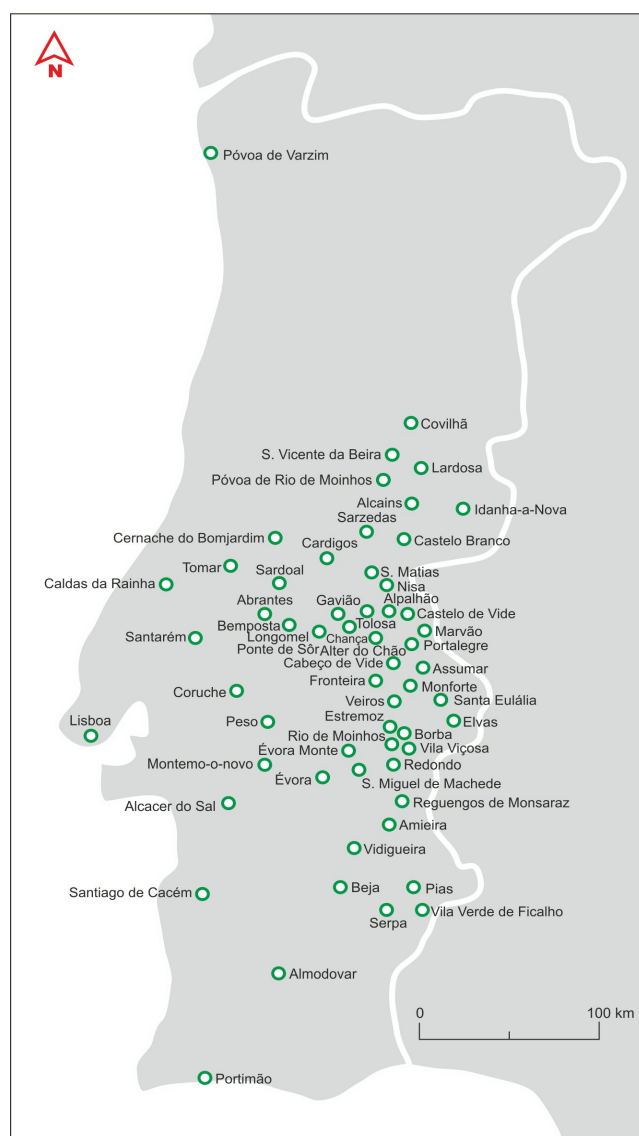 N
Póvoa de Varzim
Covilhã
S. Vicente da Beira
Lardosa
Póvoa de Rio de Moinhos
Alcains
Idanha-a-Nova
Sarzedas
Cernache do Bomjardim
Castelo Branco
Cardigos
Tomar
S. Matias
Sardoal
Caldas da Rainha
Nisa
Abrantes
Gavião
Alpalhão
Castelo de Vide
Bemposta
Tolosa
Marvão
Santarém
Longomel
Chança
Portalegre
Ponte de Sôr
Alter do Chão
Cabeço de Vide
Assumar
Fronteira
Monforte
Coruche
Veiros
Santa Eulália
Lisboa
Peso
Estremoz
Elvas
Rio de Moinhos
Borba
Évora Monte
Vila Viçosa
Montemo-o-novo
Redondo
Évora
S. Miguel de Machede
Alcacer do Sal
Reguengos de Monsaraz
Amieira
Vidigueira
Santiago de Cacém
Beja
Pias
Serpa
Vila Verde de Ficalho
Almodovar
0
100 km
Portimão